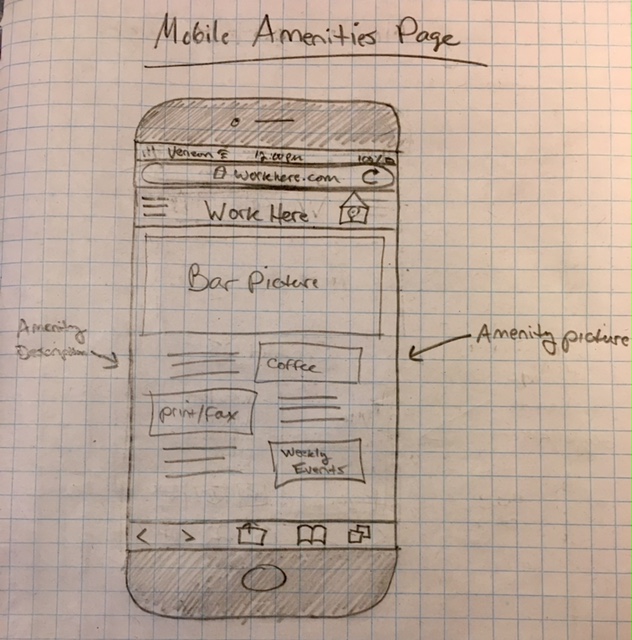 Mobile Amenities Page
Verizon 12:00pm 100%
workhere.com
Work Here
Bar Picture
Amenity
Description
Amenity picture
Coffee
print/fax
Weekly
Events